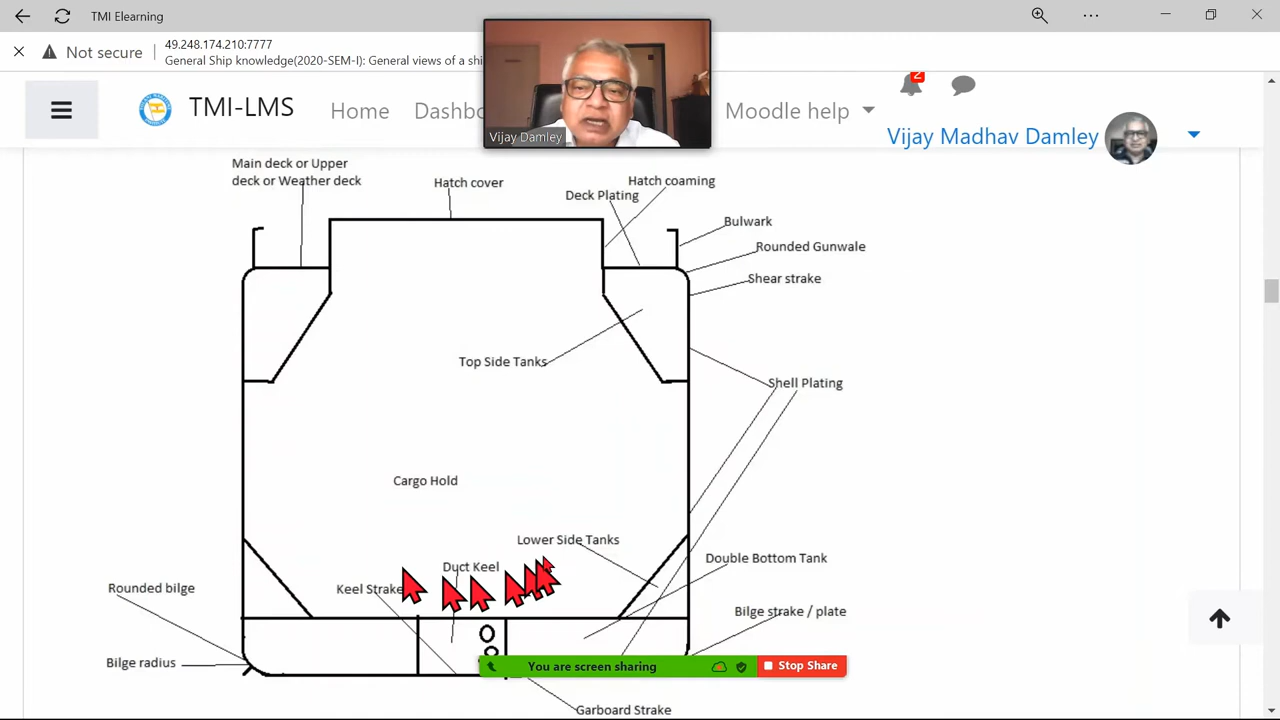 TMI Elearning
Not secure
49.248.174.210:7777
General Ship knowledge(2020-SEM-I): General views of a shi
TMI-LMS
Home
Dashbo
Moodle help
2
Vijay Madhav Damley
Vijay Damley
Main deck or Upper
deck or Weather deck
Hatch cover
Hatch coaming
Deck Plating
Bulwark
Rounded Gunwale
Shear strake
Top Side Tanks
Shell Plating
Cargo Hold
Lower Side Tanks
Double Bottom Tank
Duct Keel
Keel Strake
Rounded bilge
Bilge strake / plate
Bilge radius
You are screen sharing
Stop Share
Garboard Strake